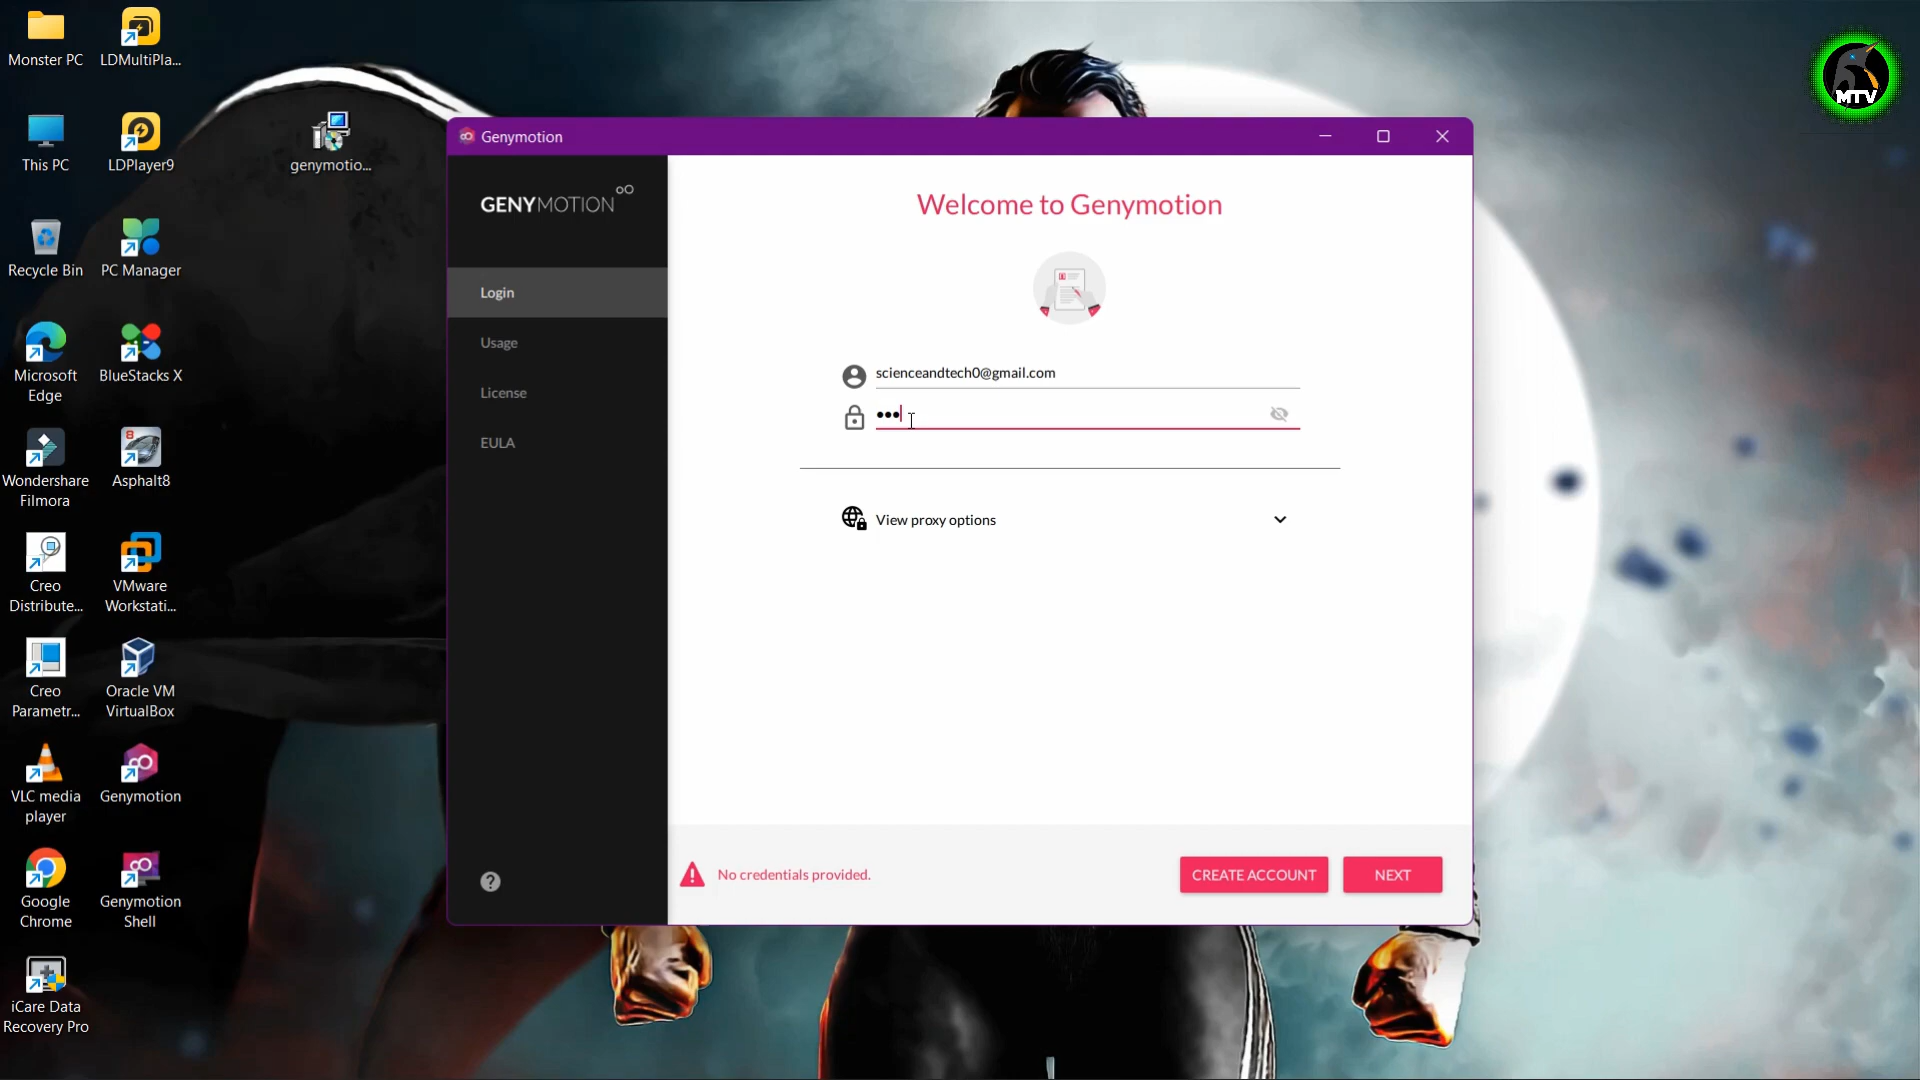 Monster PC
LDMultiPla...
This PC
LDPlayer9
genymotio...
Recycle Bin
PC Manager
Microsoft
Edge
BlueStacks X
Wondershare
Filmora
8
Asphalt8
Creo
Distribute...
VMware
Workstati...
Creo
Parametr...
Oracle VM
VirtualBox
VLC media
player
Genymotion
Google
Chrome
Genymotion
Shell
iCare Data
Recovery Pro
MTV
Genymotion
GENYMOTION
Login
Usage
License
EULA
Welcome to Genymotion
scienceandtech0@gmail.com
•••
View proxy options
No credentials provided.
CREATE ACCOUNT
NEXT